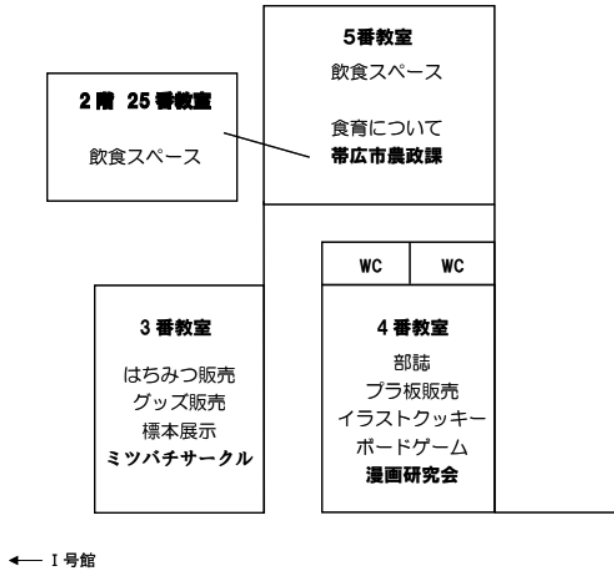 5番教室
飲食スペース
食育について
帯広市農政課
2階 25番教室
飲食スペース
WC
WC
3番教室
はちみつ販売
グッズ販売
標本展示
ミツバチサークル
4番教室
部誌
プラ板販売
イラストクッキー
ボードゲーム
漫画研究会
← Ⅰ号館